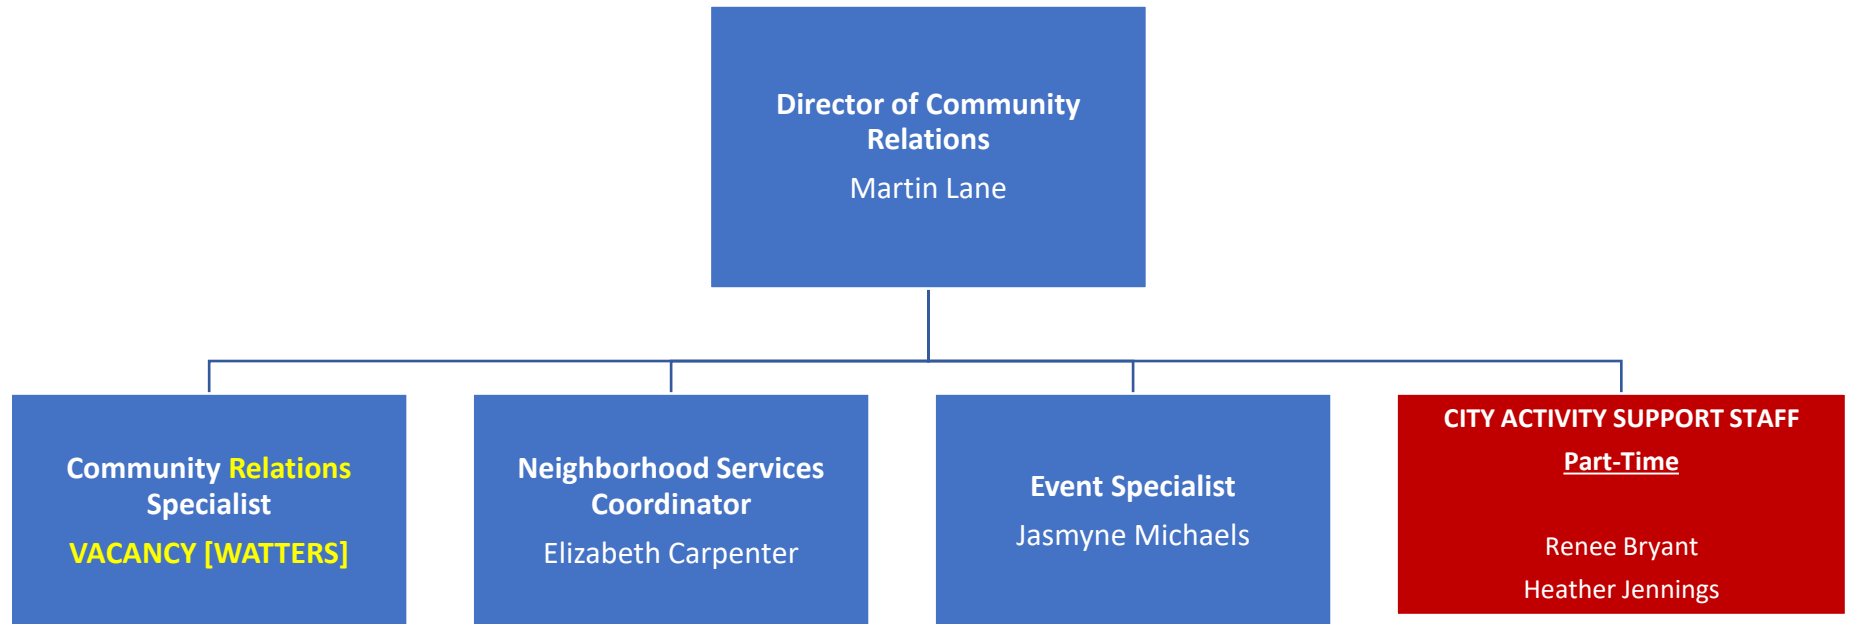 Director of Community
Relations
Martin Lane
Community Relations
Specialist
VACANCY [WATTERS]
Neighborhood Services
Coordinator
Elizabeth Carpenter
Event Specialist
Jasmyne Michaels
CITY ACTIVITY SUPPORT STAFF
Part-Time
Renee Bryant
Heather Jennings